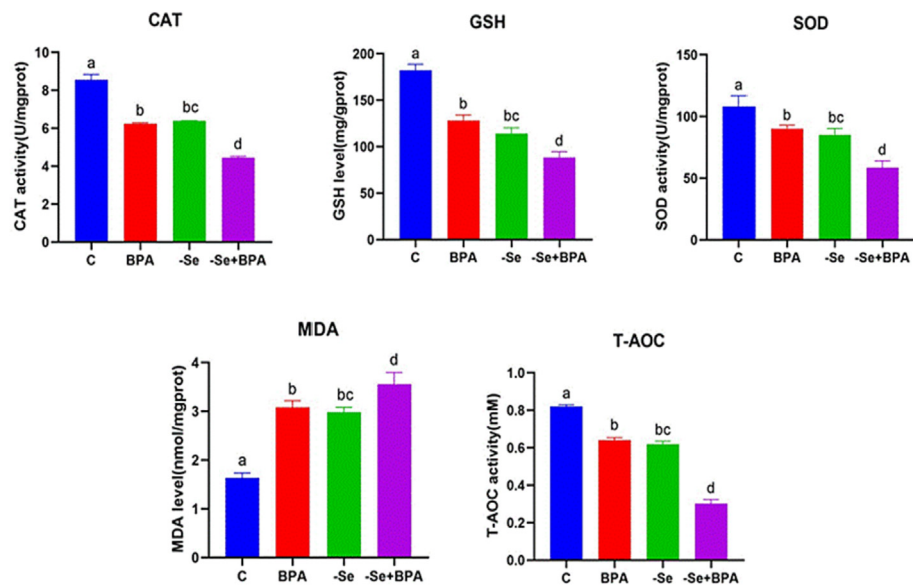 CAT
CAT activity(U/mgprot)
10
8
6
4
2
0
a
b
bc
d
C BPA -Se -Se+BPA
GSH
GSH level(mg/gprot)
200
150
100
50
0
a
b
bc
d
C BPA -Se -Se+BPA
SOD
SOD activity(U/mgprot)
150
100
50
0
a
b
bc
d
C BPA -Se -Se+BPA
MDA
MDA level(nmol/mgprot)
4
3
2
1
0
a
b
bc
d
C BPA -Se -Se+BPA
T-AOC
T-AOC activity(mM)
1.0
0.8
0.6
0.4
0.2
0.0
a
b
bc
d
C BPA -Se -Se+BPA